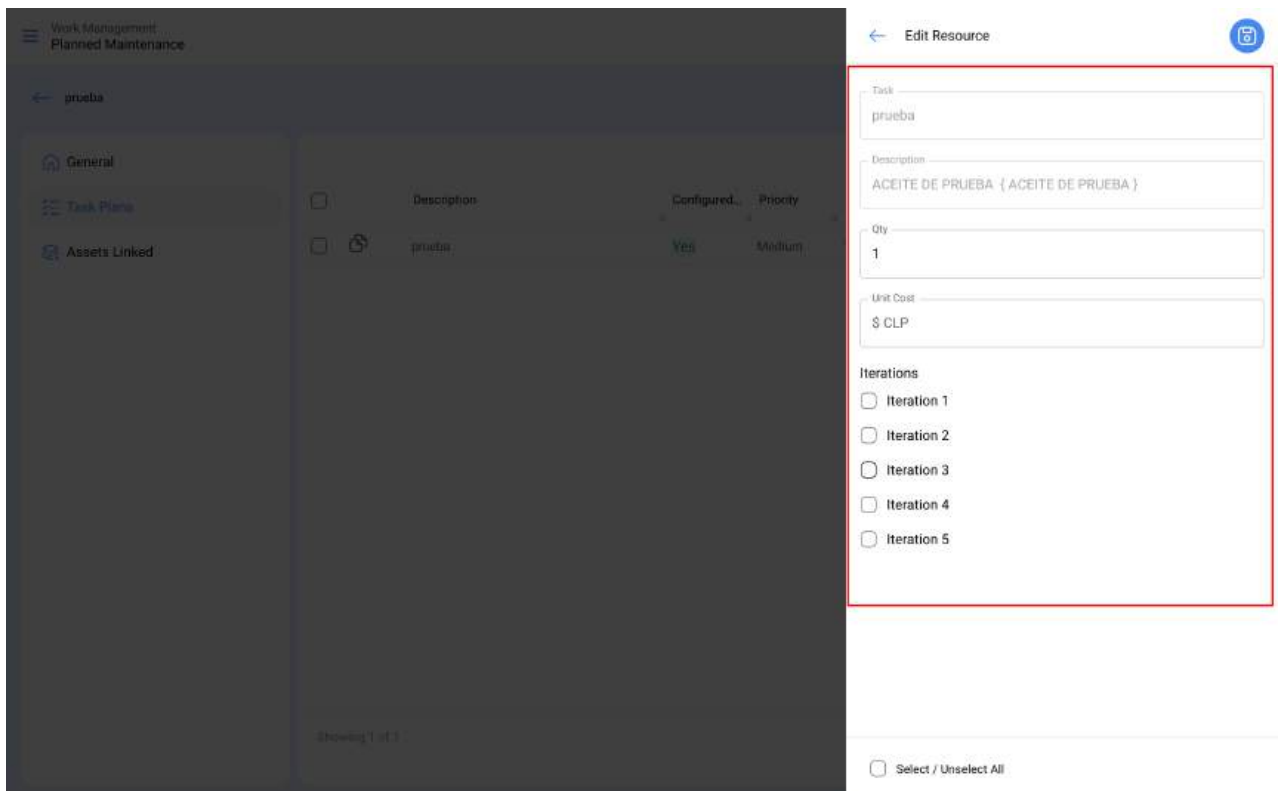 Work Management
Planned Maintenance
prueba
General
Task Plans
Assets Linked
Description
Configured...
Priority
prueba
Yes
Medium
Showing 1 of 1
Edit Resource
Task
prueba
Description
ACEITE DE PRUEBA { ACEITE DE PRUEBA }
Qty
1
Unit Cost
$ CLP
Iterations
Iteration 1
Iteration 2
Iteration 3
Iteration 4
Iteration 5
Select / Unselect All